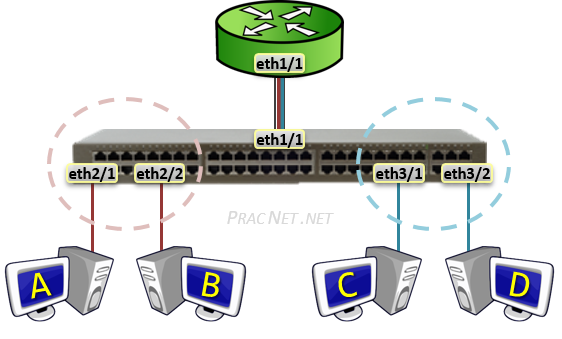 eth1/1
eth1/1
eth2/1
eth2/2
eth3/1
eth3/2
PracNet.net
A
B
C
D